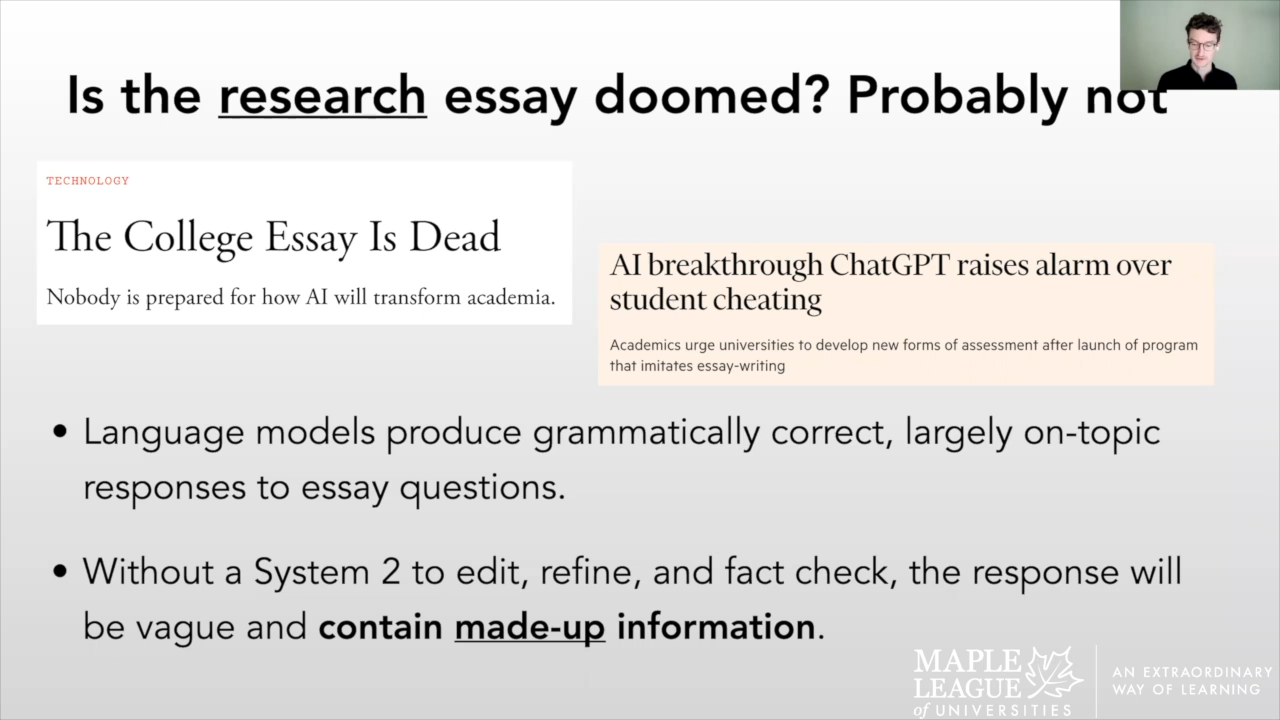 Is the research essay doomed? Probably not
TECHNOLOGY
The College Essay Is Dead
Nobody is prepared for how AI will transform academia.
AI breakthrough ChatGPT raises alarm over
student cheating
Academics urge universities to develop new forms of assessment after launch of program
that imitates essay-writing
• Language models produce grammatically correct, largely on-topic
responses to essay questions.
• Without a System 2 to edit, refine, and fact check, the response will
be vague and contain made-up information.
MAPLE
LEAGUE
of UNIVERSITIES
AN EXTRAORDINARY
WAY OF LEARNING